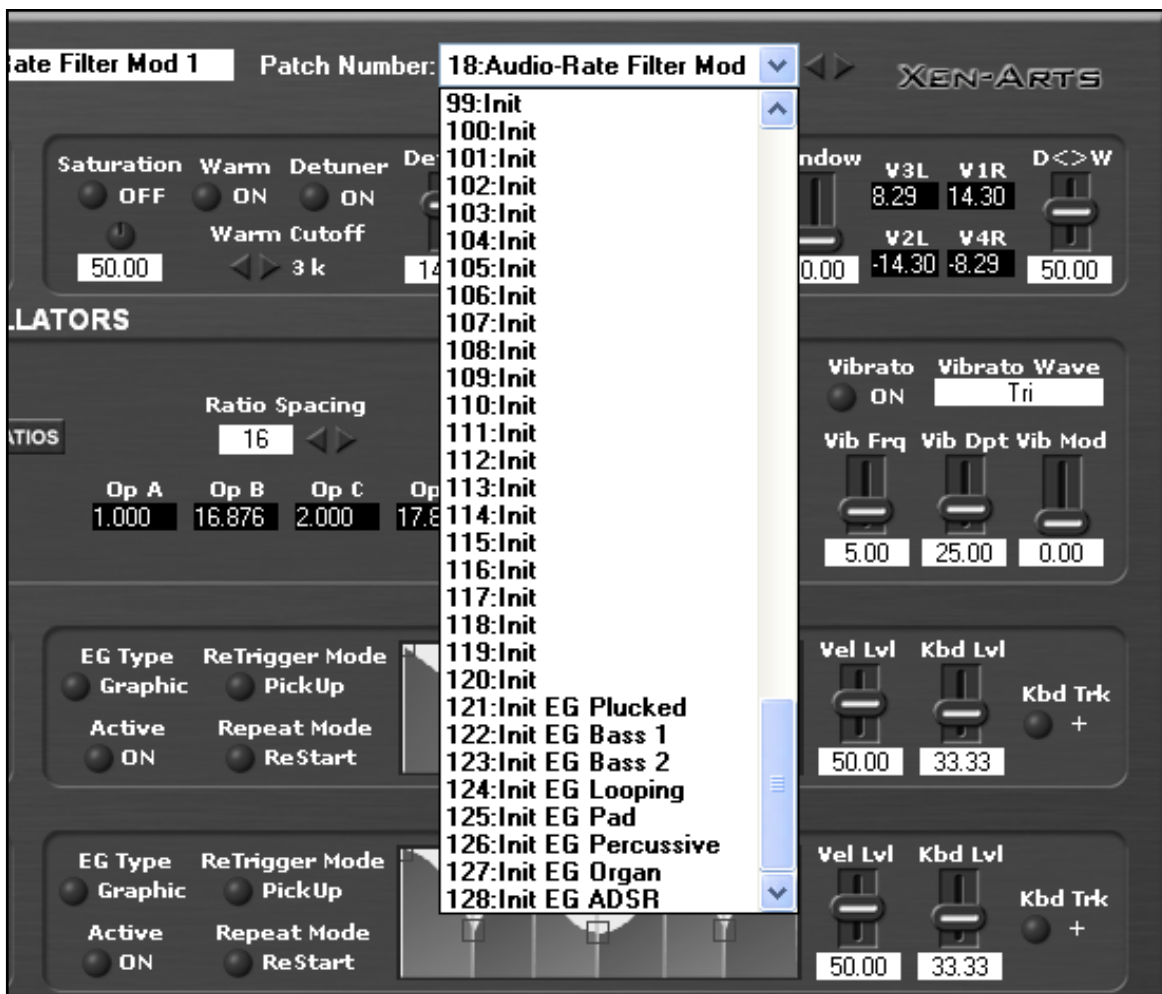 ate Filter Mod 1 Patch Number: 18:Audio-Rate Filter Mod XEN-ARTS
99:Init
100:Init
101:Init
102:Init
103:Init
104:Init
105:Init
106:Init
107:Init
108:Init
109:Init
110:Init
111:Init
112:Init
113:Init
114:Init
115:Init
116:Init
117:Init
118:Init
119:Init
120:Init
121:Init EG Plucked
122:Init EG Bass 1
123:Init EG Bass 2
124:Init EG Looping
125:Init EG Pad
126:Init EG Percussive
127:Init EG Organ
128:Init EG ADSR
Saturation Warm Detuner De
OFF ON ON
Warm Cutoff
50.00 3 k 14
ndow V3L V1R D<>W
8.29 14.30
V2L V4R
0.00 -14.30 -8.29 50.00
LLATORS
Ratio Spacing
ATIOS 16
Op A Op B Op C Op
1.000 16.876 2.000 17.8
Vibrato Vibrato Wave
ON Tri
Vib Frq Vib Dpt Vib Mod
5.00 25.00 0.00
EG Type ReTrigger Mode
Graphic PickUp
Active Repeat Mode
ON ReStart
Vel Lvl Kbd Lvl
Kbd Trk
+
50.00 33.33
EG Type ReTrigger Mode
Graphic PickUp
Active Repeat Mode
ON ReStart
Vel Lvl Kbd Lvl
Kbd Trk
+
50.00 33.33